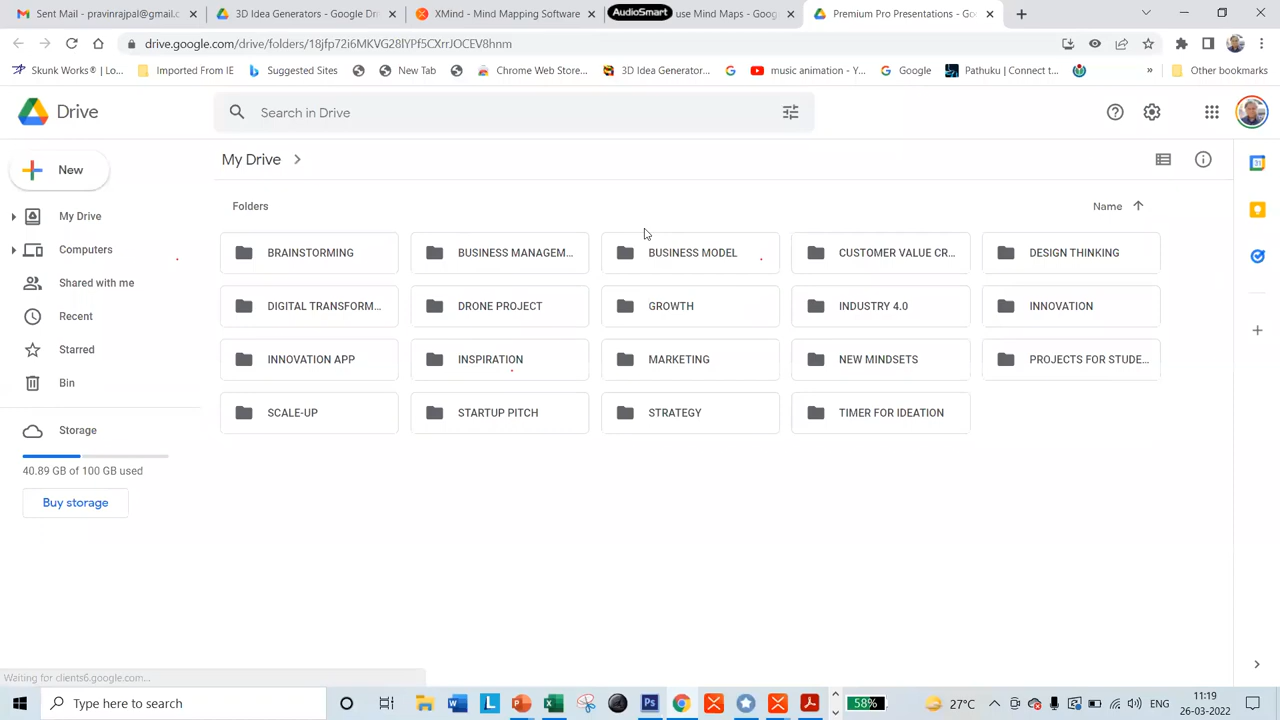 Sent Mail - pavininpal@gmail.co
3D Idea Generator - Google Dri
XMind - Mind Mapping Softwar
AudioSmart
use Mind Maps - Goog
Premium Pro Presentations - Go
drive.google.com/drive/folders/
Skunk Works® | Lo...
Imported From IE
Suggested Sites
New Tab
Chrome Web Store...
3D Idea Generator...
music animation - Y...
Google
Pathuku | Connect t...
»
Other bookmarks
Drive
Search in Drive
New
My Drive
Folders
Name
My Drive
Computers
Shared with me
Recent
Starred
Bin
Storage
40.89 GB of 100 GB used
Buy storage
BRAINSTORMING
BUSINESS MANAGEM...
BUSINESS MODEL
CUSTOMER VALUE CR...
DESIGN THINKING
DIGITAL TRANSFORM...
DRONE PROJECT
GROWTH
INDUSTRY 4.0
INNOVATION
INNOVATION APP
INSPIRATION
MARKETING
NEW MINDSETS
PROJECTS FOR STUDE...
SCALE-UP
STARTUP PITCH
STRATEGY
TIMER FOR IDEATION
31
Waiting for clients6.google.com...
Type here to
58%
27°C
ENG
11:19
26-03-2022